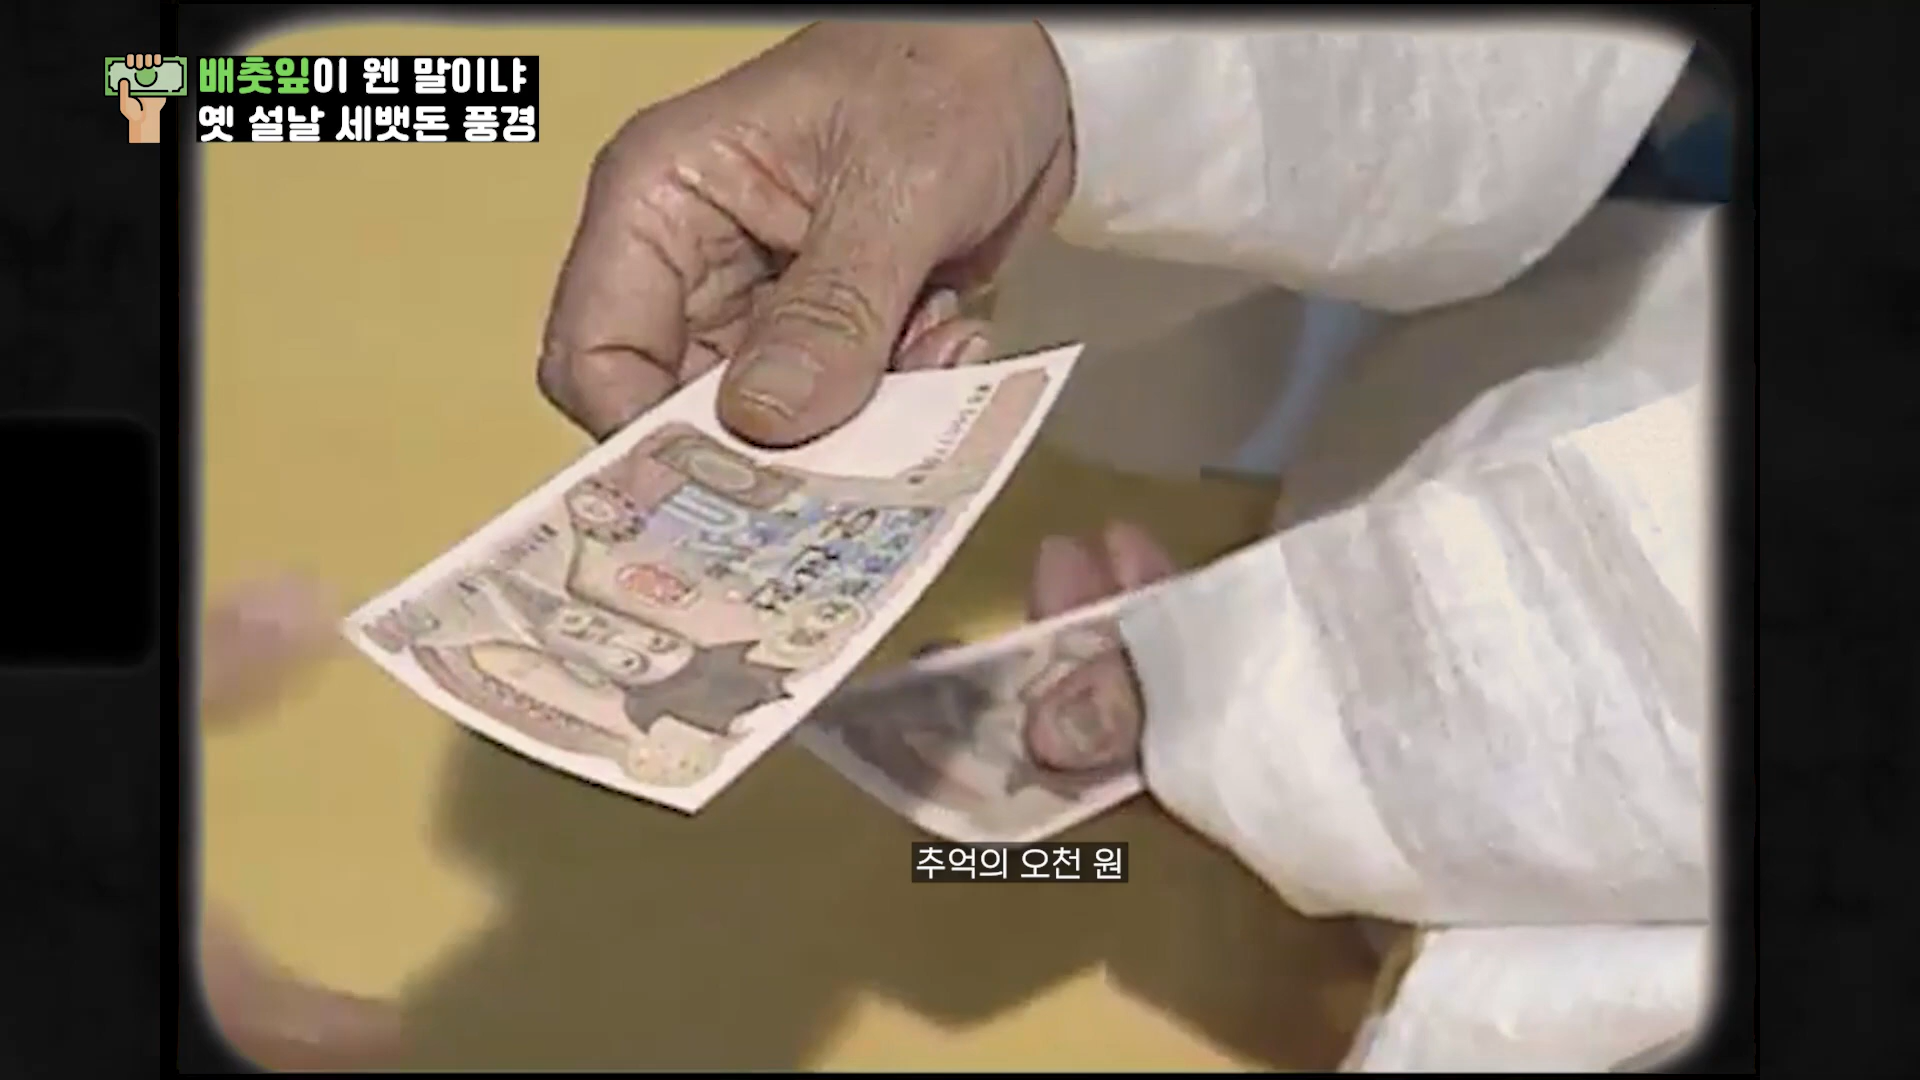 배춧잎이 웬 말이냐
옛 설날 세뱃돈 풍경
추억의 오천 원